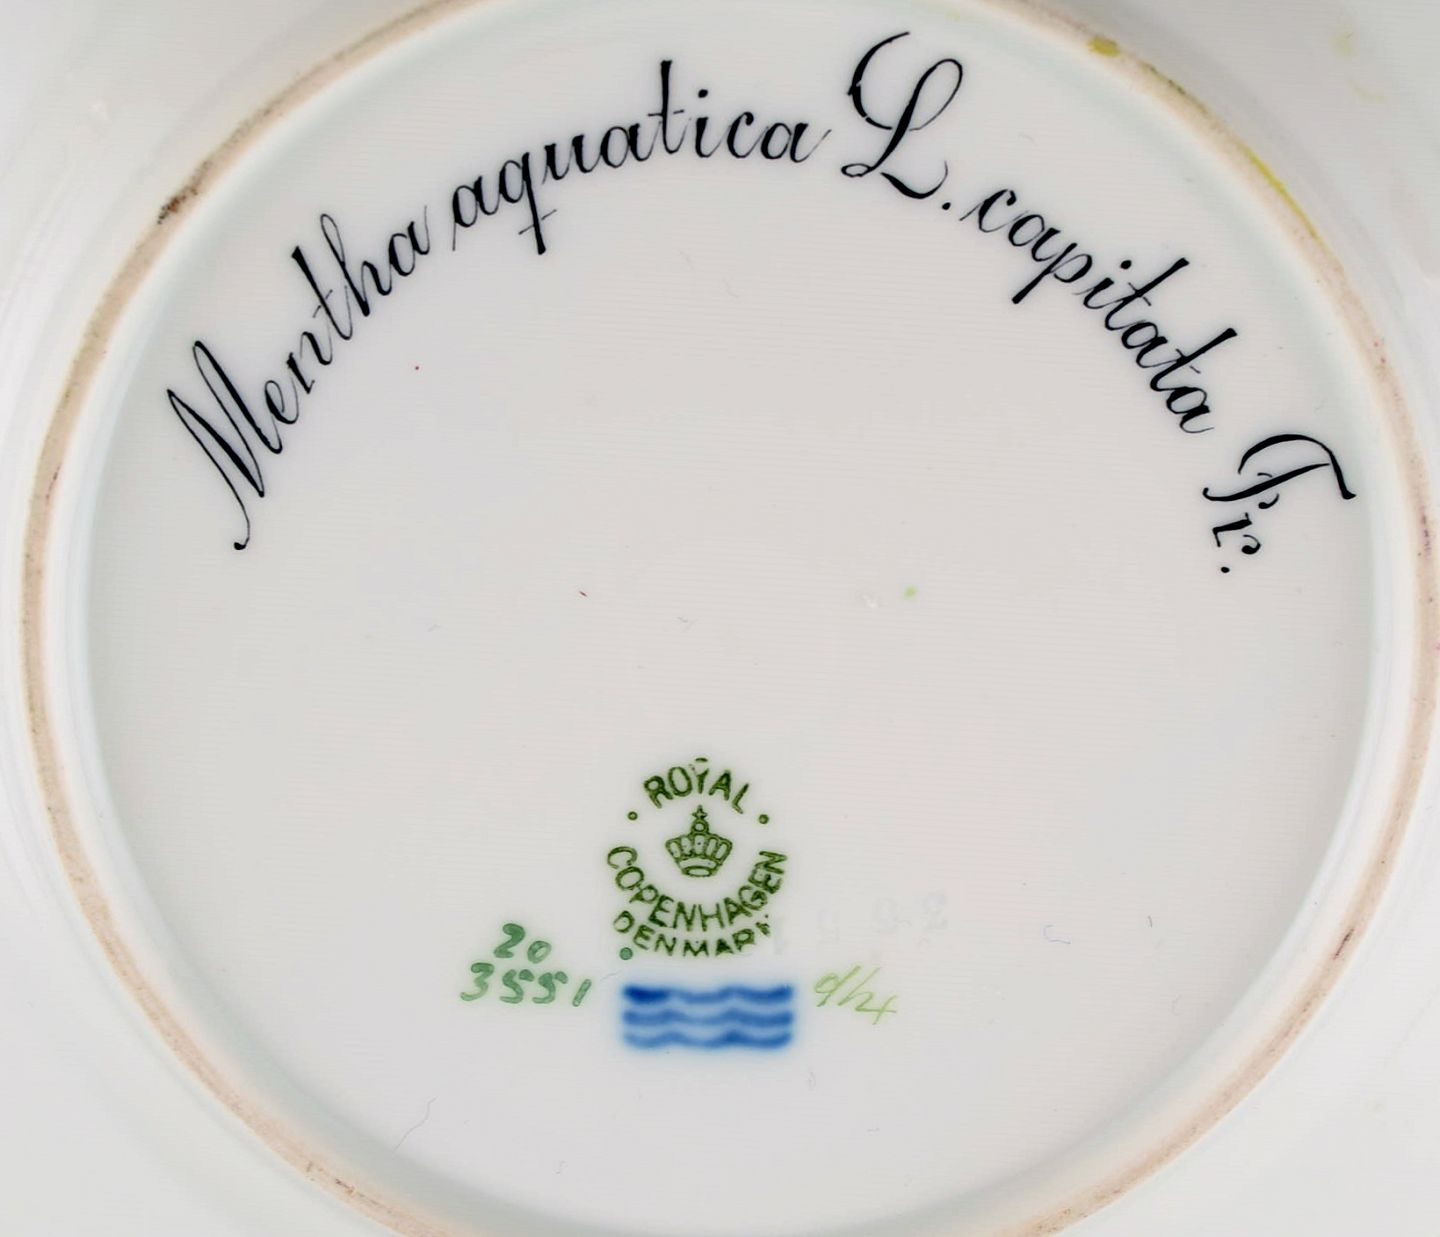 Mentha aquatica L. capitata Fr.
ROYAL
COPENHAGEN
DENMARK
20
3551